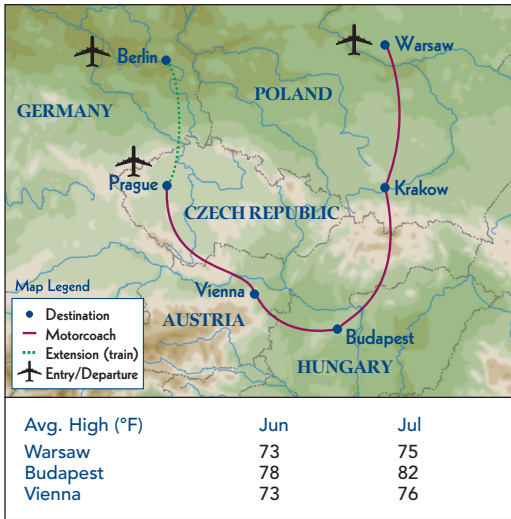 Warsaw
Berlin
POLAND
GERMANY
Prague
Krakow
CZECH REPUBLIC
Map Legend
Destination
Motorcoach
Extension (train)
Entry/Departure
Vienna
AUSTRIA
Budapest
HUNGARY
Avg. High (°F) Jun Jul
Warsaw 73 75
Budapest 78 82
Vienna 73 76